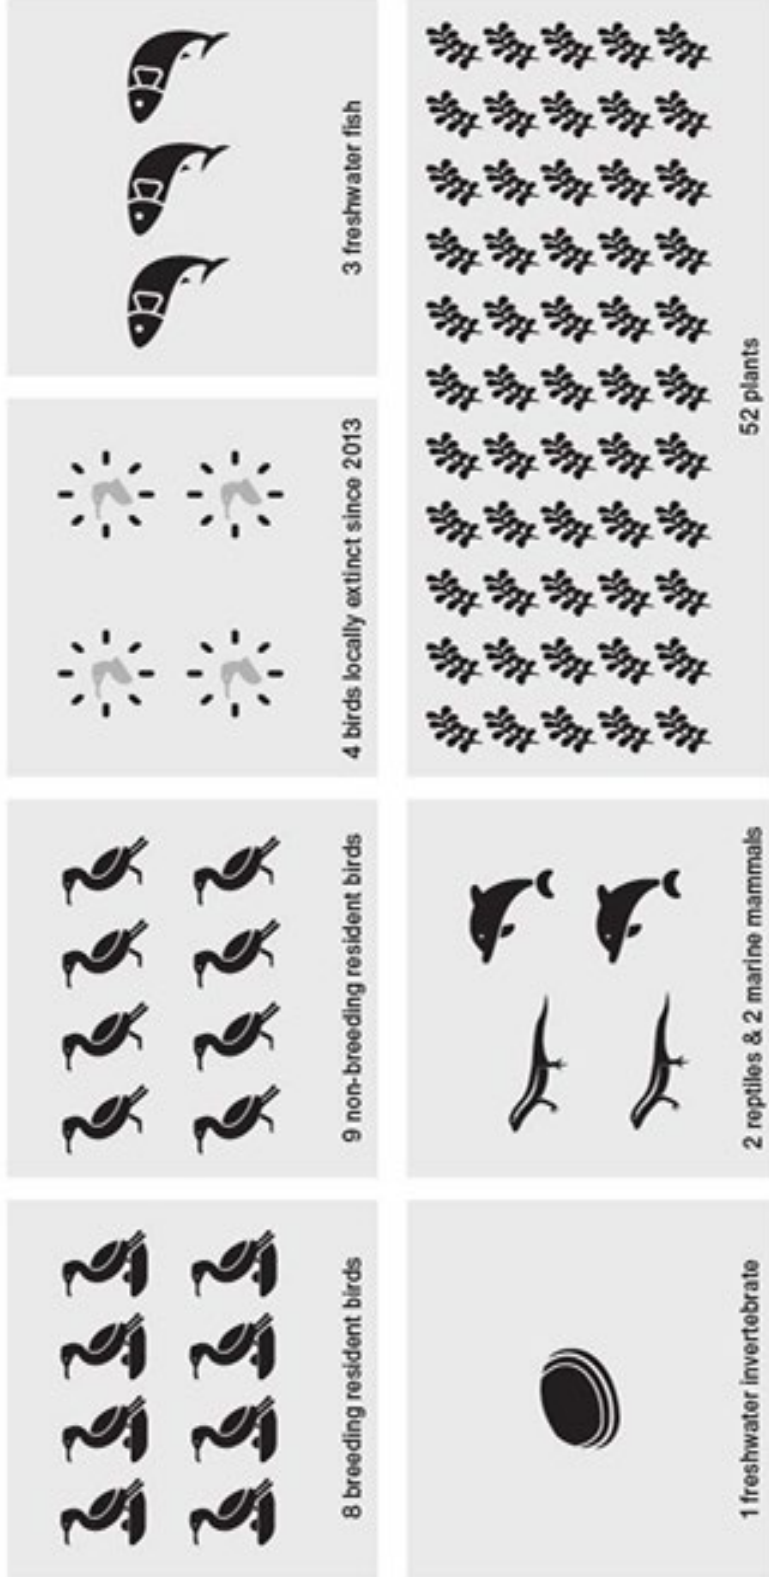 8 breeding resident birds
9 non-breeding resident birds
4 birds locally extinct since 2013
3 freshwater fish
1 freshwater invertebrate
2 reptiles & 2 marine mammals
52 plants